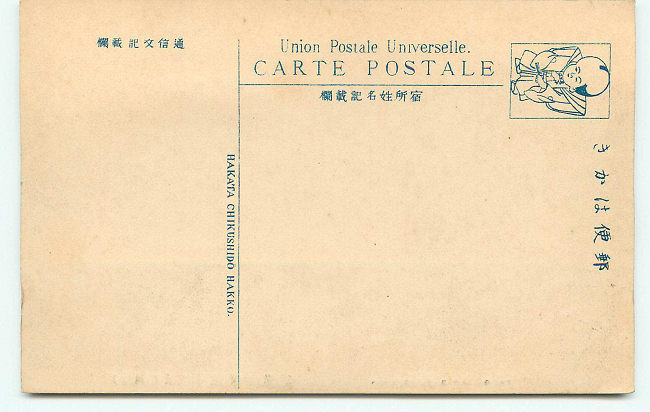 通信文記載欄
Union Postale Universelle.
CARTE POSTALE
宿所姓名記載欄
郵便はかき
HAKATA CHIKUSHIDŌ HAKKO.